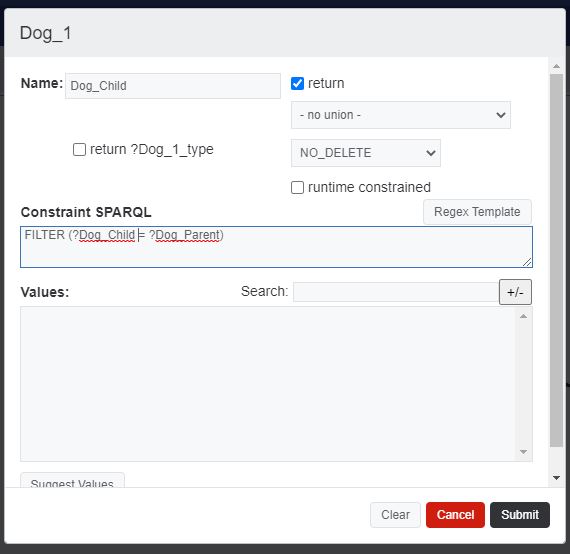 Dog_1
Name: Dog_Child
return
- no union -
return ?Dog_1_type
NO_DELETE
runtime constrained
Constraint SPARQL
Regex Template
FILTER (?Dog_Child = ?Dog_Parent)
Values:
Search:
+/-
Suggest Values
Clear
Cancel
Submit